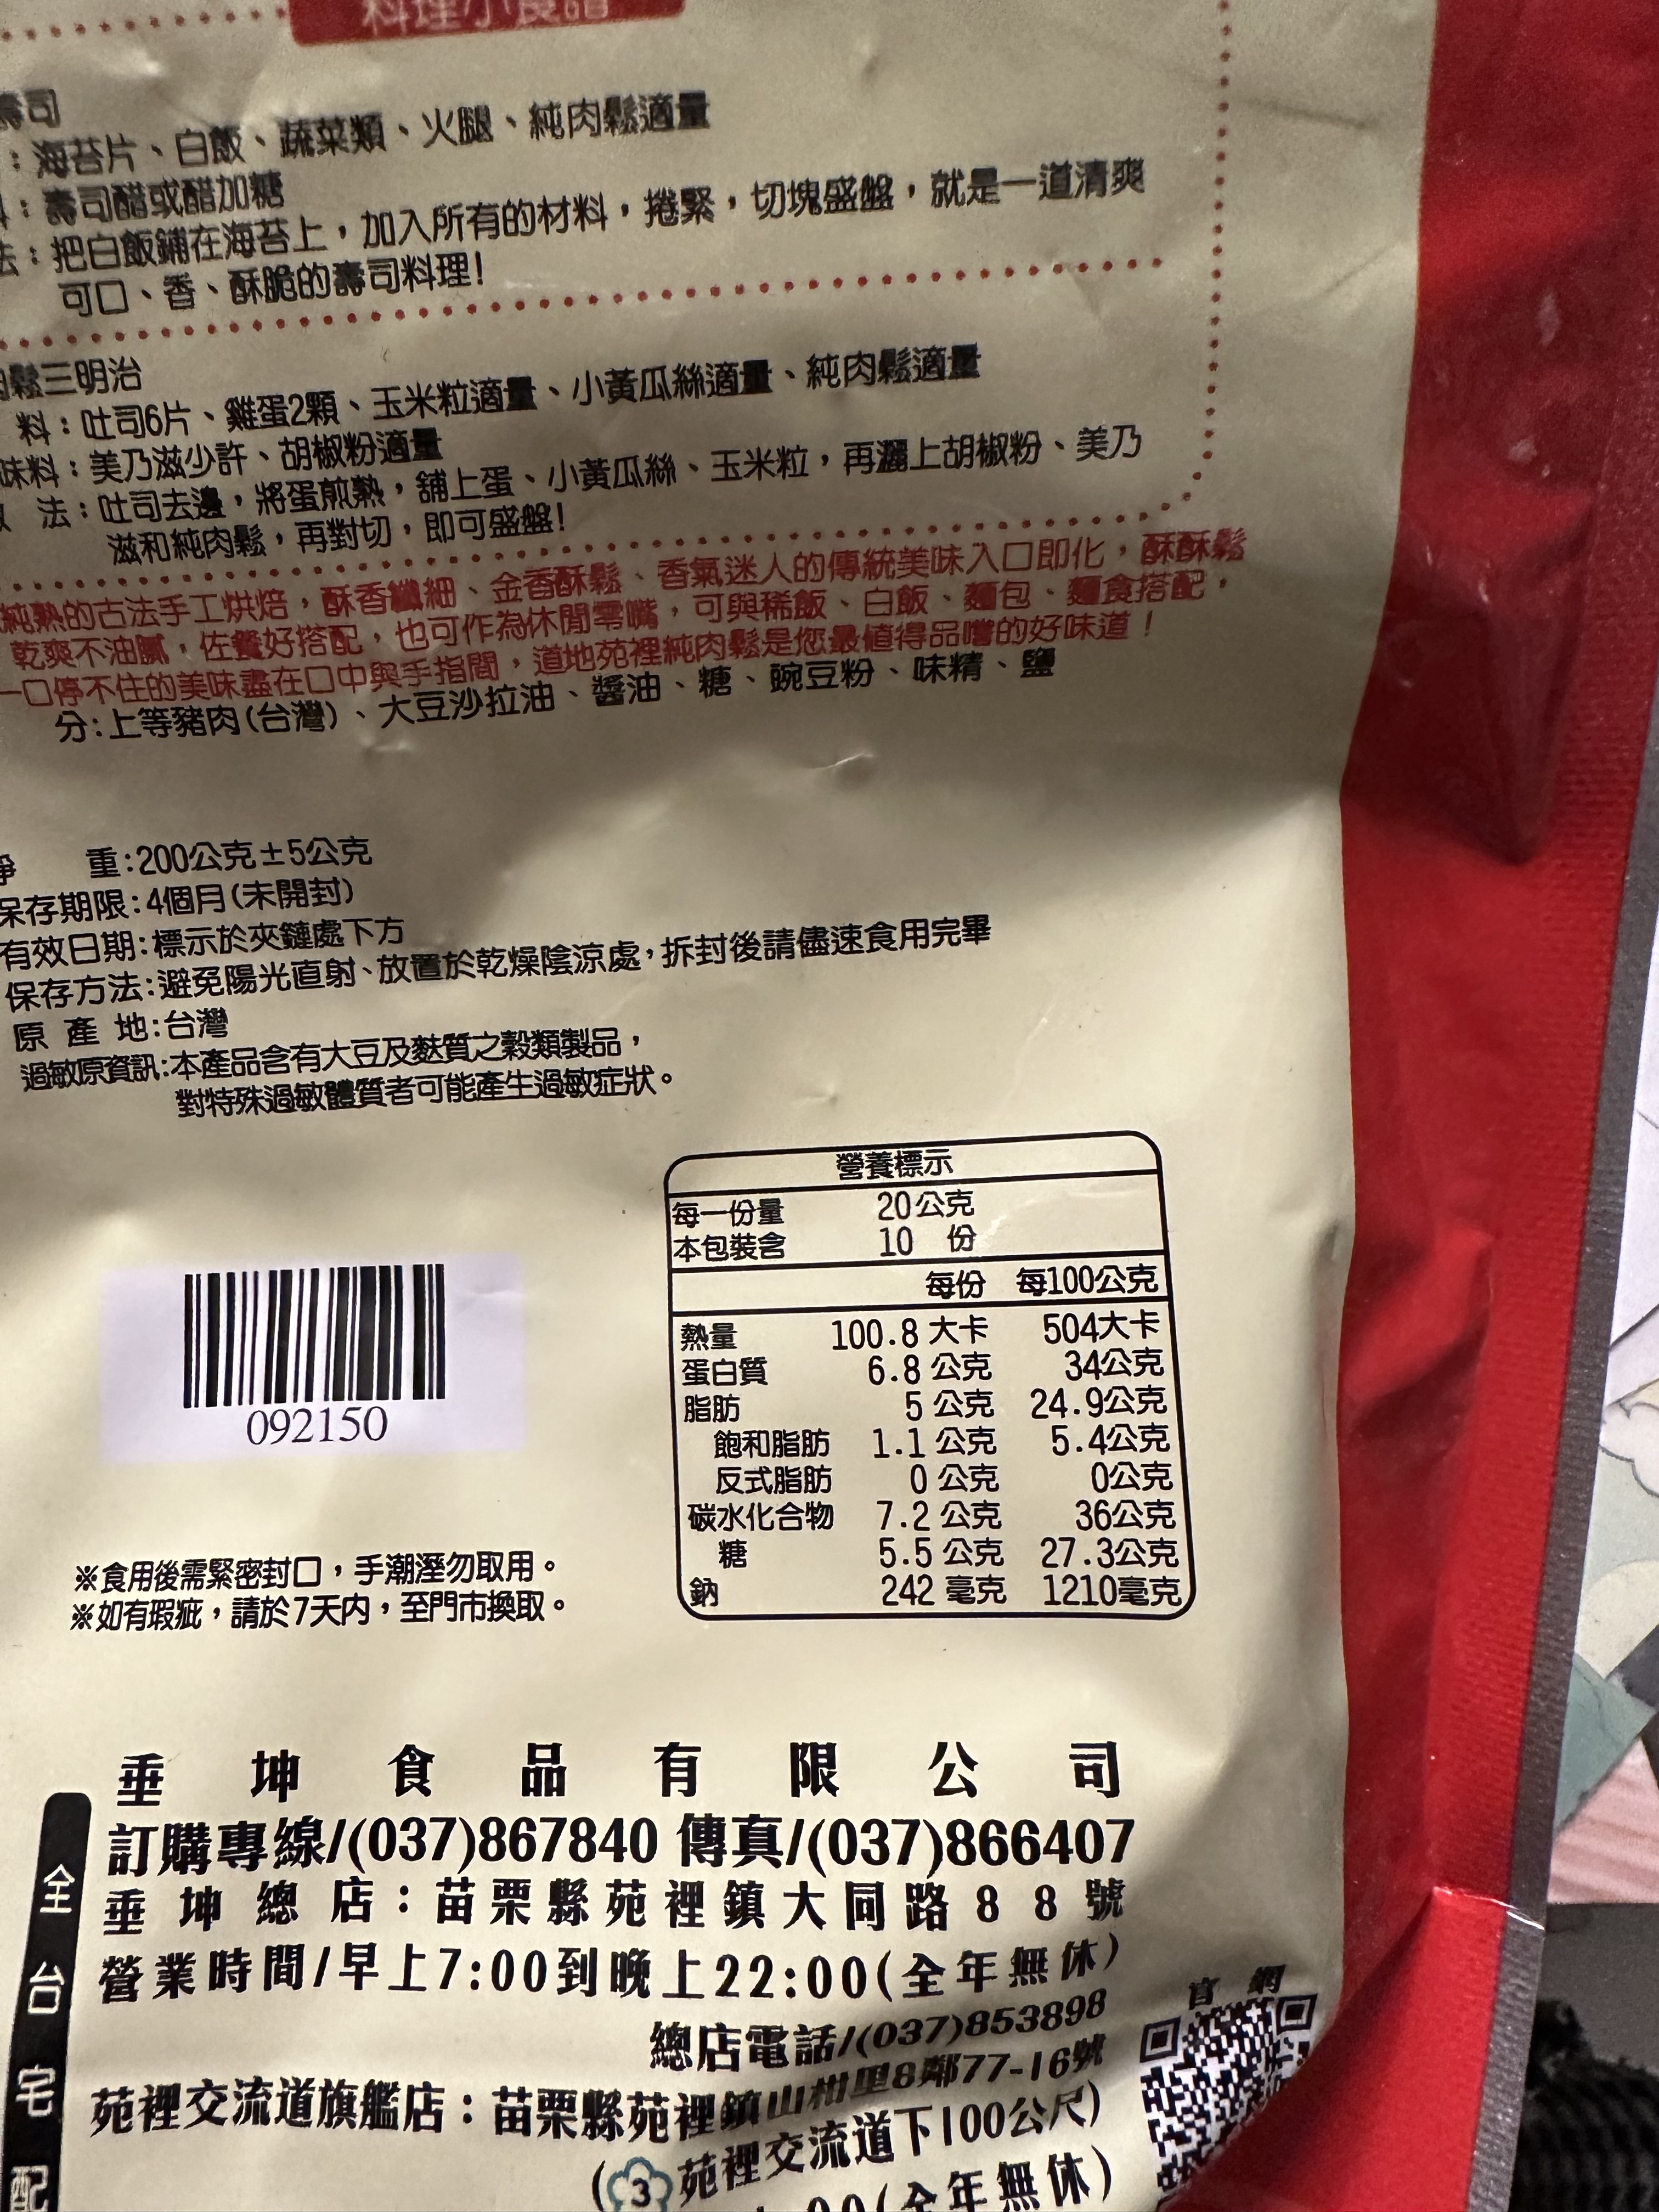 料理小食譜
壽司
：海苔片、白飯、蔬菜類、火腿、純肉鬆適量
：壽司醋或醋加糖
法：把白飯鋪在海苔上，加入所有的材料，捲緊，切塊盛盤，就是一道清爽
可口、香、酥脆的壽司料理！
肉鬆三明治
料：吐司6片、雞蛋2顆、玉米粒適量、小黃瓜絲適量、純肉鬆適量
味料：美乃滋少許、胡椒粉適量
法：吐司去邊，將蛋煎熟，舖上蛋、小黃瓜絲、玉米粒，再灑上胡椒粉、美乃
滋和純肉鬆，再對切，即可盛盤！
純熟的古法手工烘焙，酥香纖細、金香酥鬆、香氣迷人的傳統美味入口即化，酥酥鬆
乾爽不油膩，佐餐好搭配，也可作為休閒零嘴，可與稀飯、白飯、麵包、麵食搭配，
一口停不住的美味盡在口中與手指間，道地苑裡純肉鬆是您最值得品嚐的好味道！
分:上等豬肉(台灣)、大豆沙拉油、醬油、糖、豌豆粉、味精、鹽
淨 重:200公克±5公克
保存期限:4個月(未開封)
有效日期:標示於夾鏈處下方
保存方法:避免陽光直射、放置於乾燥陰涼處，拆封後請儘速食用完畢
原 產 地:台灣
過敏原資訊:本產品含有大豆及麩質之穀類製品，
對特殊過敏體質者可能產生過敏症狀。
營養標示
每一份量 20公克
本包裝含 10 份
每份 每100公克
熱量 100.8 大卡 504大卡
蛋白質 6.8 公克 34公克
脂肪 5 公克 24.9公克
飽和脂肪 1.1 公克 5.4公克
反式脂肪 0 公克 0公克
碳水化合物 7.2 公克 36公克
糖 5.5 公克 27.3公克
鈉 242 毫克 1210毫克
092150
※食用後需緊密封口，手潮溼勿取用。
※如有瑕疵，請於7天內，至門市換取。
垂坤食品有限公司
訂購專線/(037)867840 傳真/(037)866407
垂坤總店：苗栗縣苑裡鎮大同路88號
營業時間/早上7:00到晚上22:00(全年無休)
總店電話/(037)853898
苑裡交流道旗艦店：苗栗縣苑裡鎮山柑里8鄰77-16號
(3 苑裡交流道下100公尺)
00(全年無休)
全台宅配
官網